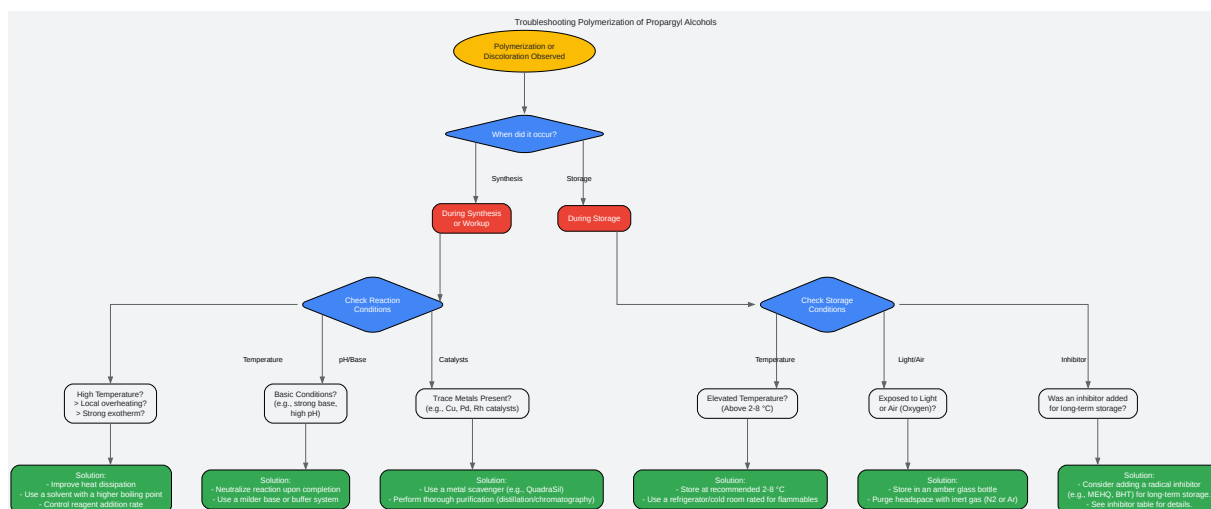 Troubleshooting Polymerization of Propargyl Alcohols
Polymerization or
Discoloration Observed
When did it occur?
Synthesis
Storage
During Synthesis
or Workup
During Storage
Check Reaction
Conditions
Check Storage
Conditions
Temperature
pH/Base
Catalysts
Temperature
Light/Air
Inhibitor
High Temperature?
> Local overheating?
> Strong exotherm?
Basic Conditions?
(e.g., strong base,
high pH)
Trace Metals Present?
(e.g., Cu, Pd, Rh catalysts)
Elevated Temperature?
(Above 2-8 °C)
Exposed to Light
or Air (Oxygen)?
Was an inhibitor added
for long-term storage?
Solution:
- Improve heat dissipation
- Use a solvent with a higher boiling point
- Control reagent addition rate
Solution:
- Neutralize reaction upon completion
- Use a milder base or buffer system
Solution:
- Use a metal scavenger (e.g., QuadraSil)
- Perform thorough purification (distillation/chromatography)
Solution:
- Store at recommended 2-8 °C
- Use a refrigerator/cold room rated for flammables
Solution:
- Store in an amber glass bottle
- Purge headspace with inert gas (N2 or Ar)
Solution:
- Consider adding a radical inhibitor
(e.g., MEHQ, BHT) for long-term storage.
- See inhibitor table for details.